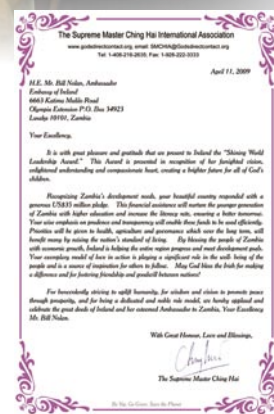 The Supreme Master Ching Hai International Association
www.godsdirectcontact.org, email: SMCHIA@Godsdirectcontact.org
Tel: 1-408-216-2635, Fax: 1-928-222-3333
April 11, 2009
H.E. Mr. Bill Nolan, Ambassador
Embassy of Ireland
6663 Katima Mulilo Road
Olympia Extension P.O. Box 34923
Lusaka 10101, Zambia
Your Excellency,
It is with great pleasure and gratitude that we present to Ireland the "Shining World
Leadership Award." This Award is presented in recognition of her farsighted vision,
enlightened understanding and compassionate heart, creating a brighter future for all of God's
children.
Recognizing Zambia's development needs, your beautiful country responded with a
generous US$35 million pledge. This financial assistance will nurture the younger generation
of Zambia with higher education and increase the literacy rate, ensuring a better tomorrow.
Your wise emphasis on prudence and transparency will enable these funds to be used efficiently.
Priorities will be given to health, agriculture and governance which over the long term, will
benefit many by raising the nation's standard of living. By blessing the people of Zambia
with economic growth, Ireland is helping the entire region progress and meet development goals.
Your exemplary model of love in action is playing a significant role in the well-being of the
people and is a source of inspiration for others to follow. May God bless the Irish for making
a difference and for fostering friendship and goodwill between nations!
For benevolently striving to uplift humanity, for wisdom and vision to promote peace
through prosperity, and for being a dedicated and noble role model, we hereby applaud and
celebrate the great deeds of Ireland and her esteemed Ambassador to Zambia, Your Excellency
Mr. Bill Nolan.
With Great Honour, Love and Blessings,
The Supreme Master Ching Hai
Be Veg, Go Green, Save the Planet